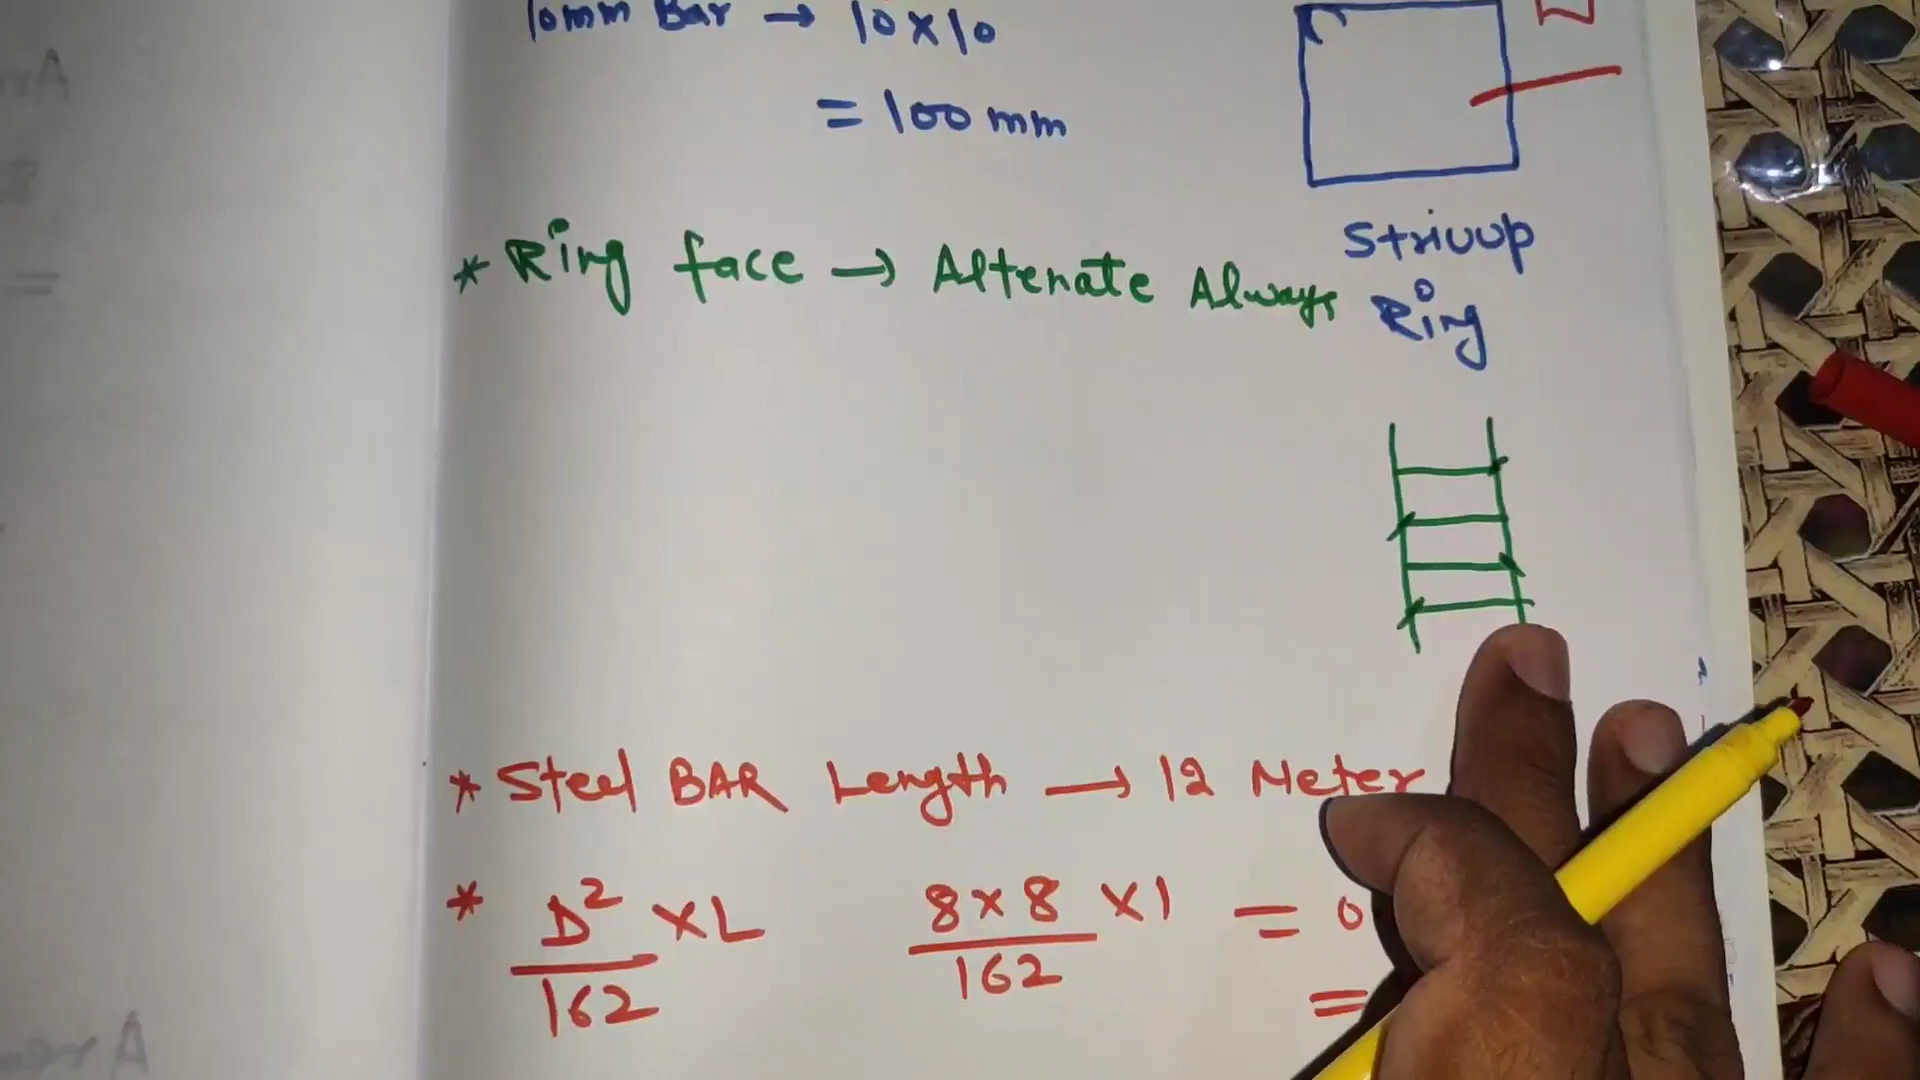 10mm Bar → 10 x 10
= 100 mm
* Ring face → Altenate Always
Stirrup
Ring
* Steel BAR Length → 12 Meter
* D²/162 x L 8 x 8/162 x 1 = 0
=